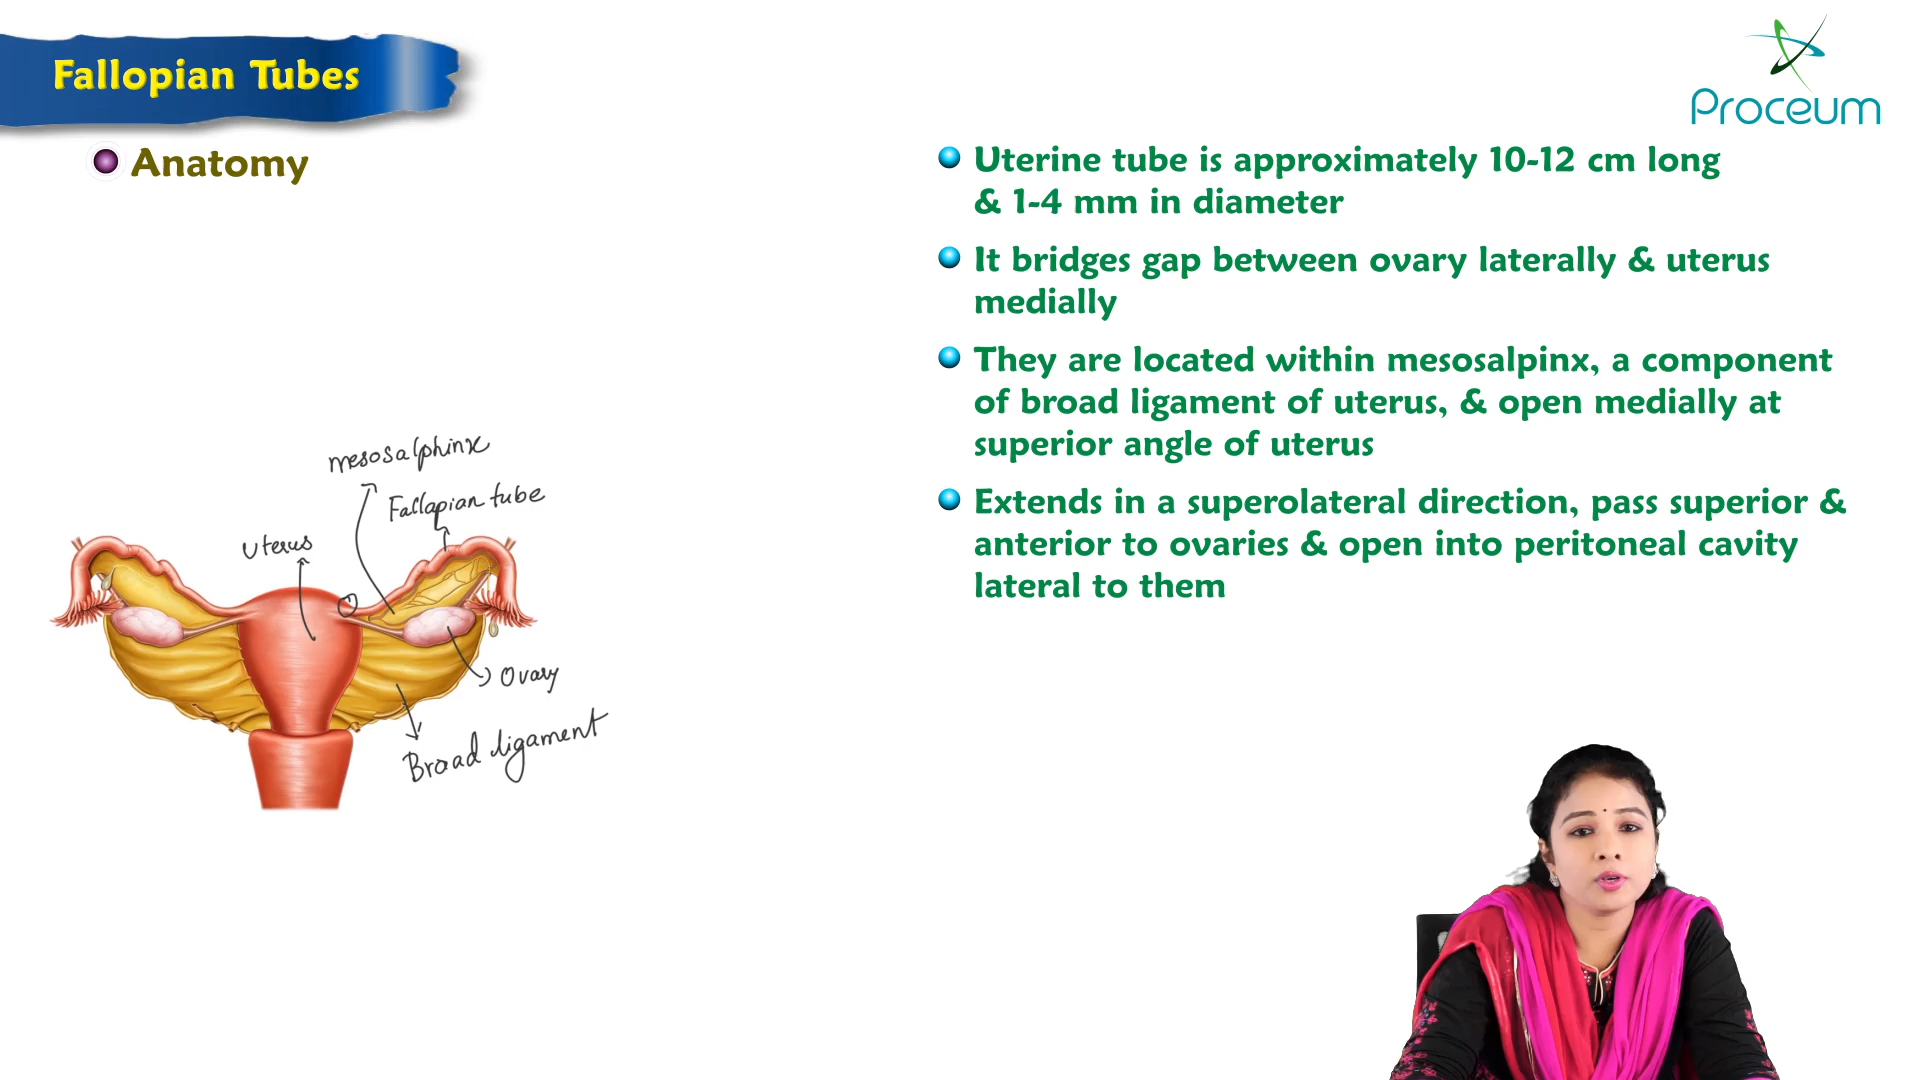 Fallopian Tubes
Proceum
Anatomy
Uterine tube is approximately 10-12 cm long
& 1-4 mm in diameter
It bridges gap between ovary laterally & uterus
medially
They are located within mesosalpinx, a component
of broad ligament of uterus, & open medially at
superior angle of uterus
Extends in a superolateral direction, pass superior &
anterior to ovaries & open into peritoneal cavity
lateral to them
mesosalphinx
Fallapian tube
uterus
Ovary
Broad ligament